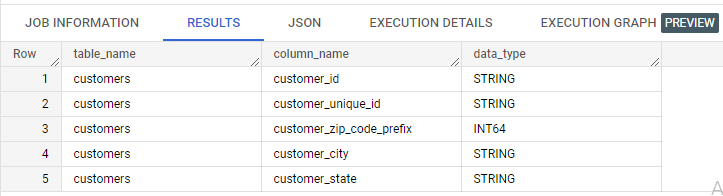 JOB INFORMATION RESULTS JSON EXECUTION DETAILS EXECUTION GRAPH PREVIEW
Row table_name column_name data_type
1 customers customer_id STRING
2 customers customer_unique_id STRING
3 customers customer_zip_code_prefix INT64
4 customers customer_city STRING
5 customers customer_state STRING
A